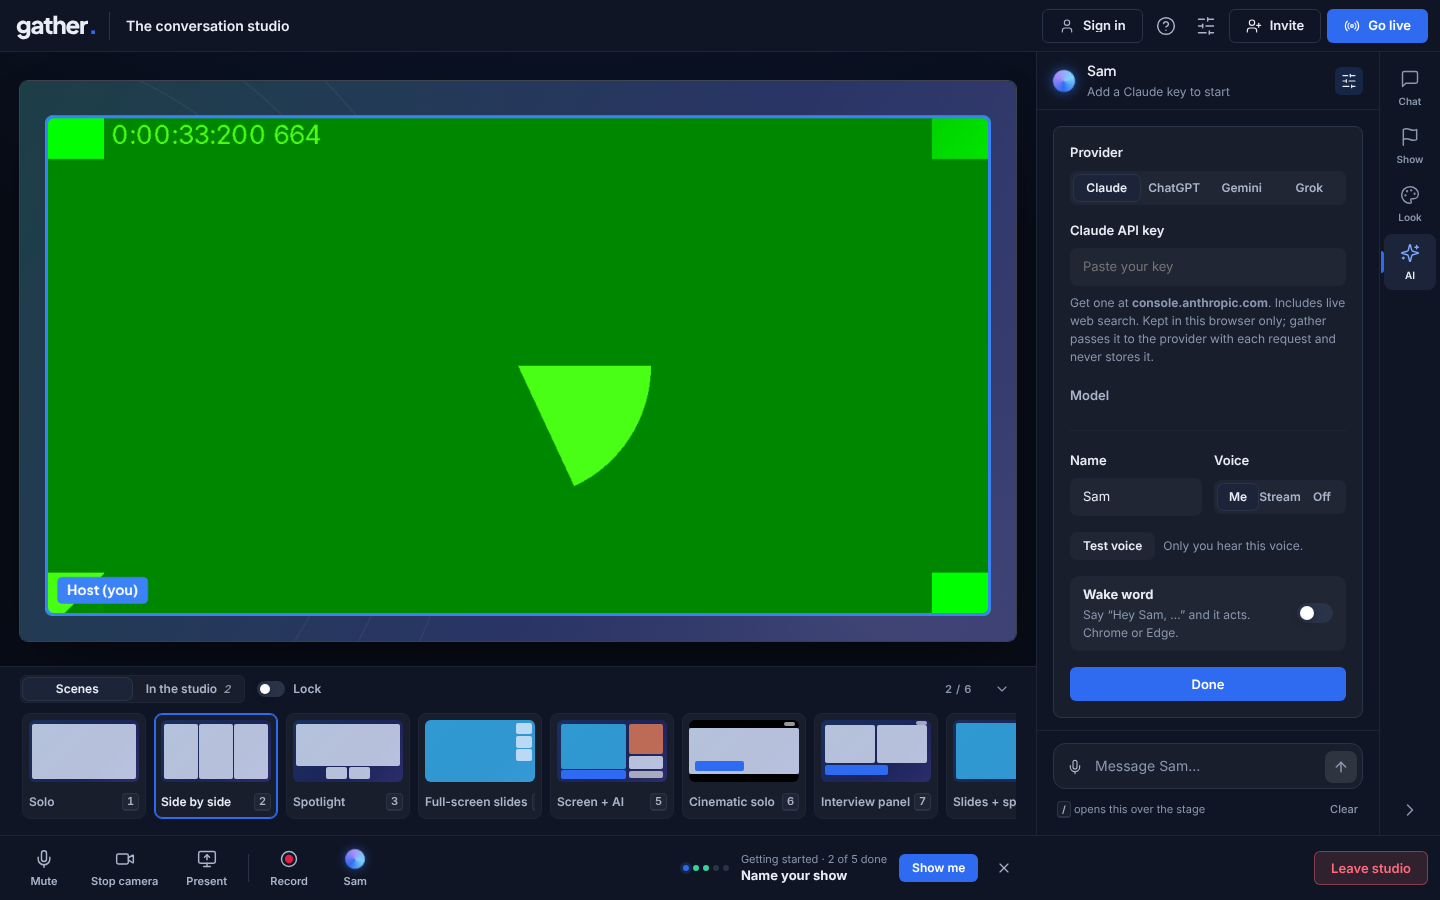 gather.
The conversation studio
Sign in
Invite
Go live
0:00:33:200 664
Host (you)
Sam
Add a Claude key to start
Provider
Claude ChatGPT Gemini Grok
Claude API key
Paste your key
Get one at console.anthropic.com. Includes live
web search. Kept in this browser only; gather
passes it to the provider with each request and
never stores it.
Model
Name Voice
Sam
Me Stream Off
Test voice Only you hear this voice.
Wake word
Say “Hey Sam, ...” and it acts.
Chrome or Edge.
Done
Message Sam...
/ opens this over the stage Clear
Chat
Show
Look
AI
Scenes In the studio 2 Lock 2 / 6
Solo 1
Side by side 2
Spotlight 3
Full-screen slides
Screen + AI 5
Cinematic solo 6
Interview panel 7
Slides + sp
Mute
Stop camera
Present
Record
Sam
Getting started · 2 of 5 done
Name your show
Show me
Leave studio